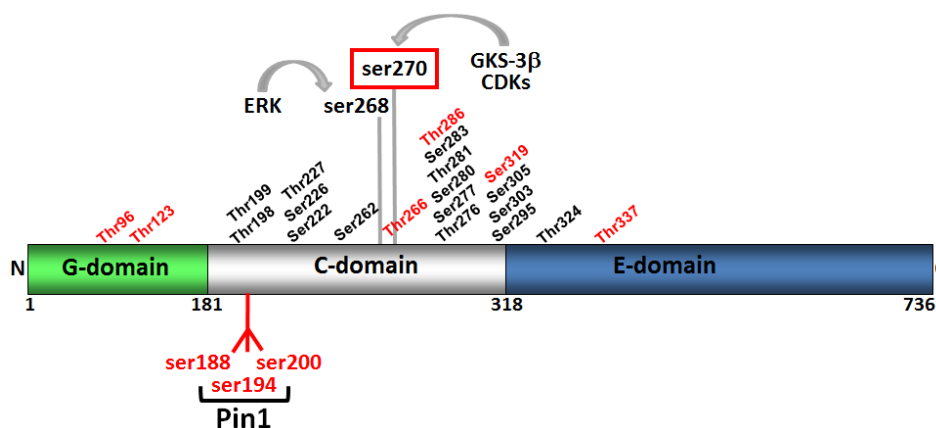 ser270
GKS-3β
CDKs
ERK
ser268
Thr286
Ser283
Thr281
Ser280
Ser277
Thr276
Ser319
Ser305
Ser303
Ser295
Thr227
Ser226
Ser222
Thr199
Thr198
Ser262
Thr266
Thr96
Thr123
Thr324
Thr337
N
G-domain
C-domain
E-domain
1
181
318
736
ser188
ser200
ser194
Pin1